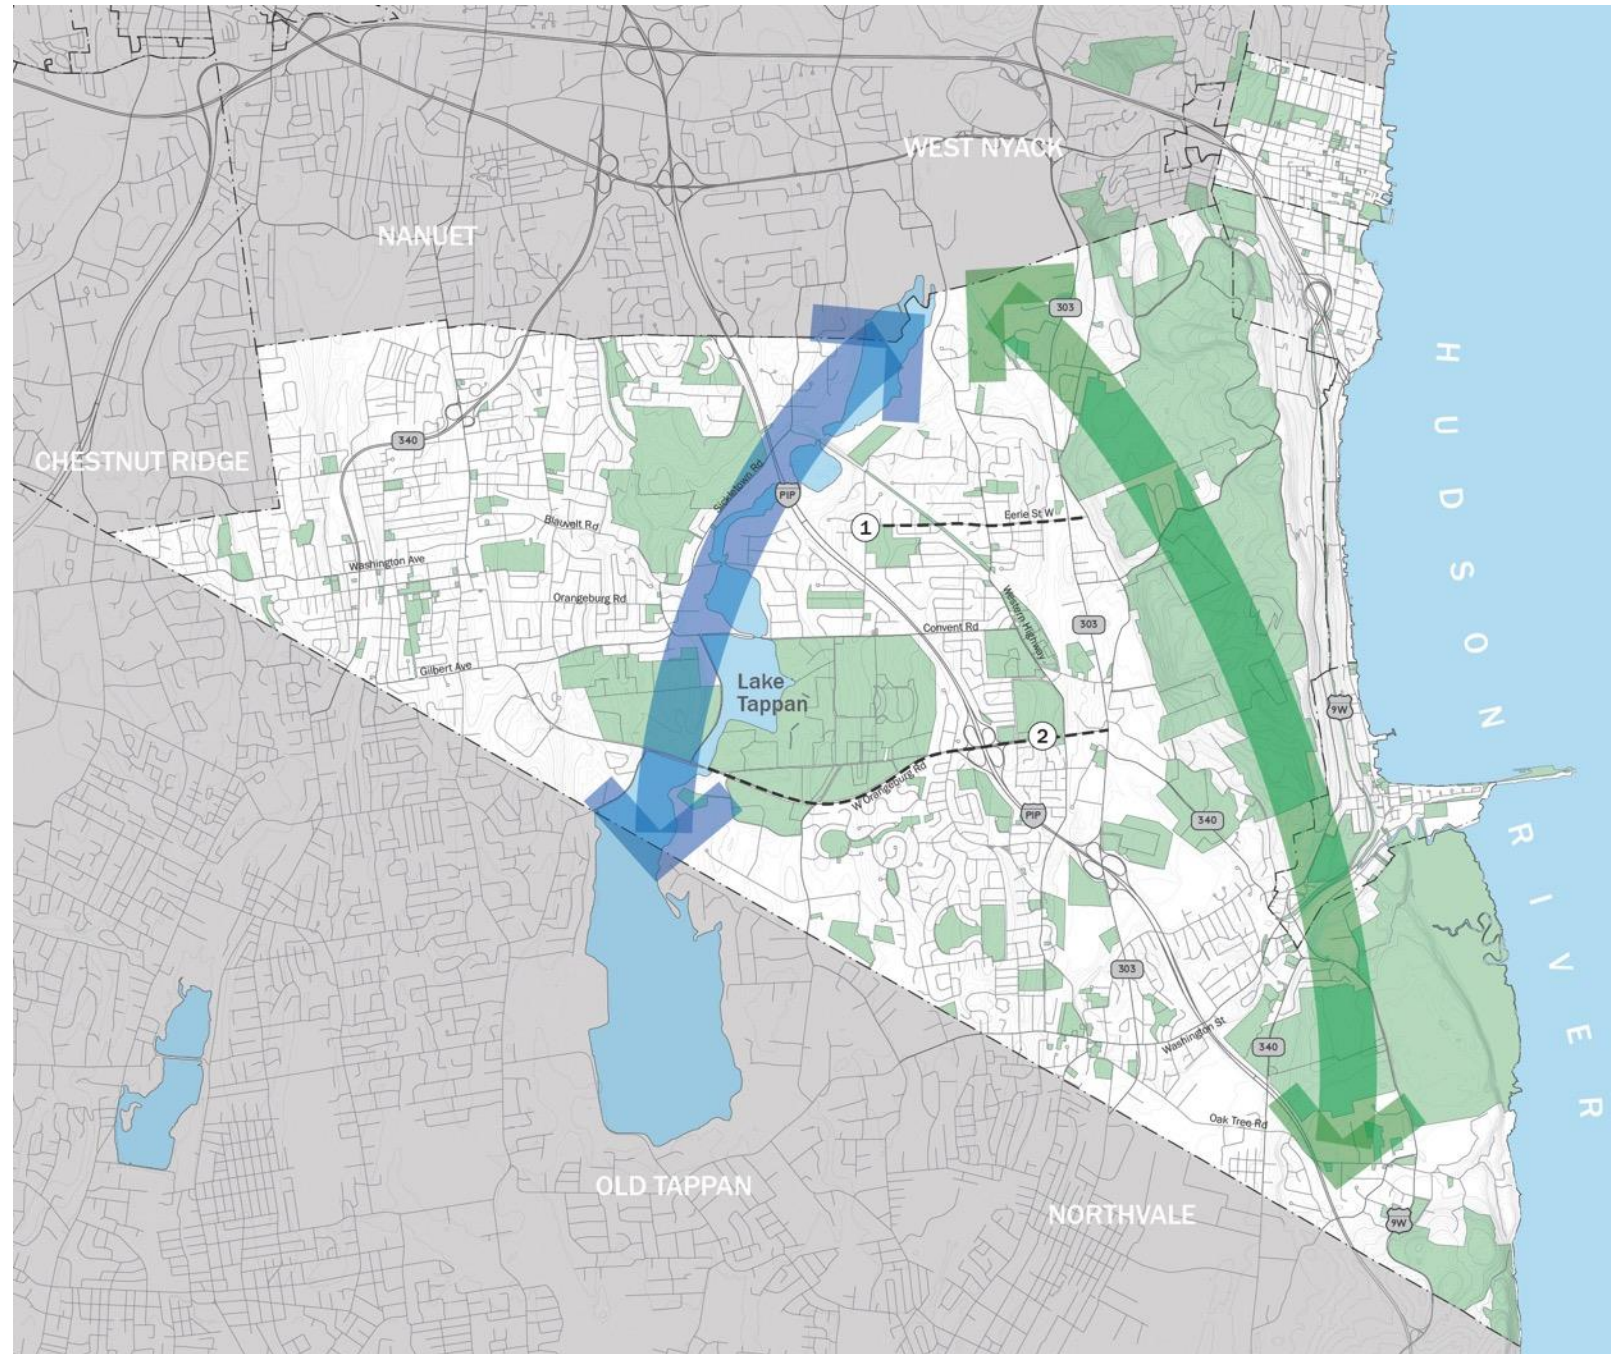 WEST NYACK
NANUET
303
H U D S O N R I V E R
340
CHESTNUT RIDGE
Sickletown Rd
PIP
1
Eerie St W
Blauvelt Rd
Washington Ave
Orangeburg Rd
Western Highway
Convent Rd
303
Gilbert Ave
Lake
Tappan
9W
2
W Orangeburg Rd
PIP
340
303
Washington St
340
Oak Tree Rd
OLD TAPPAN
NORTHVALE
9W